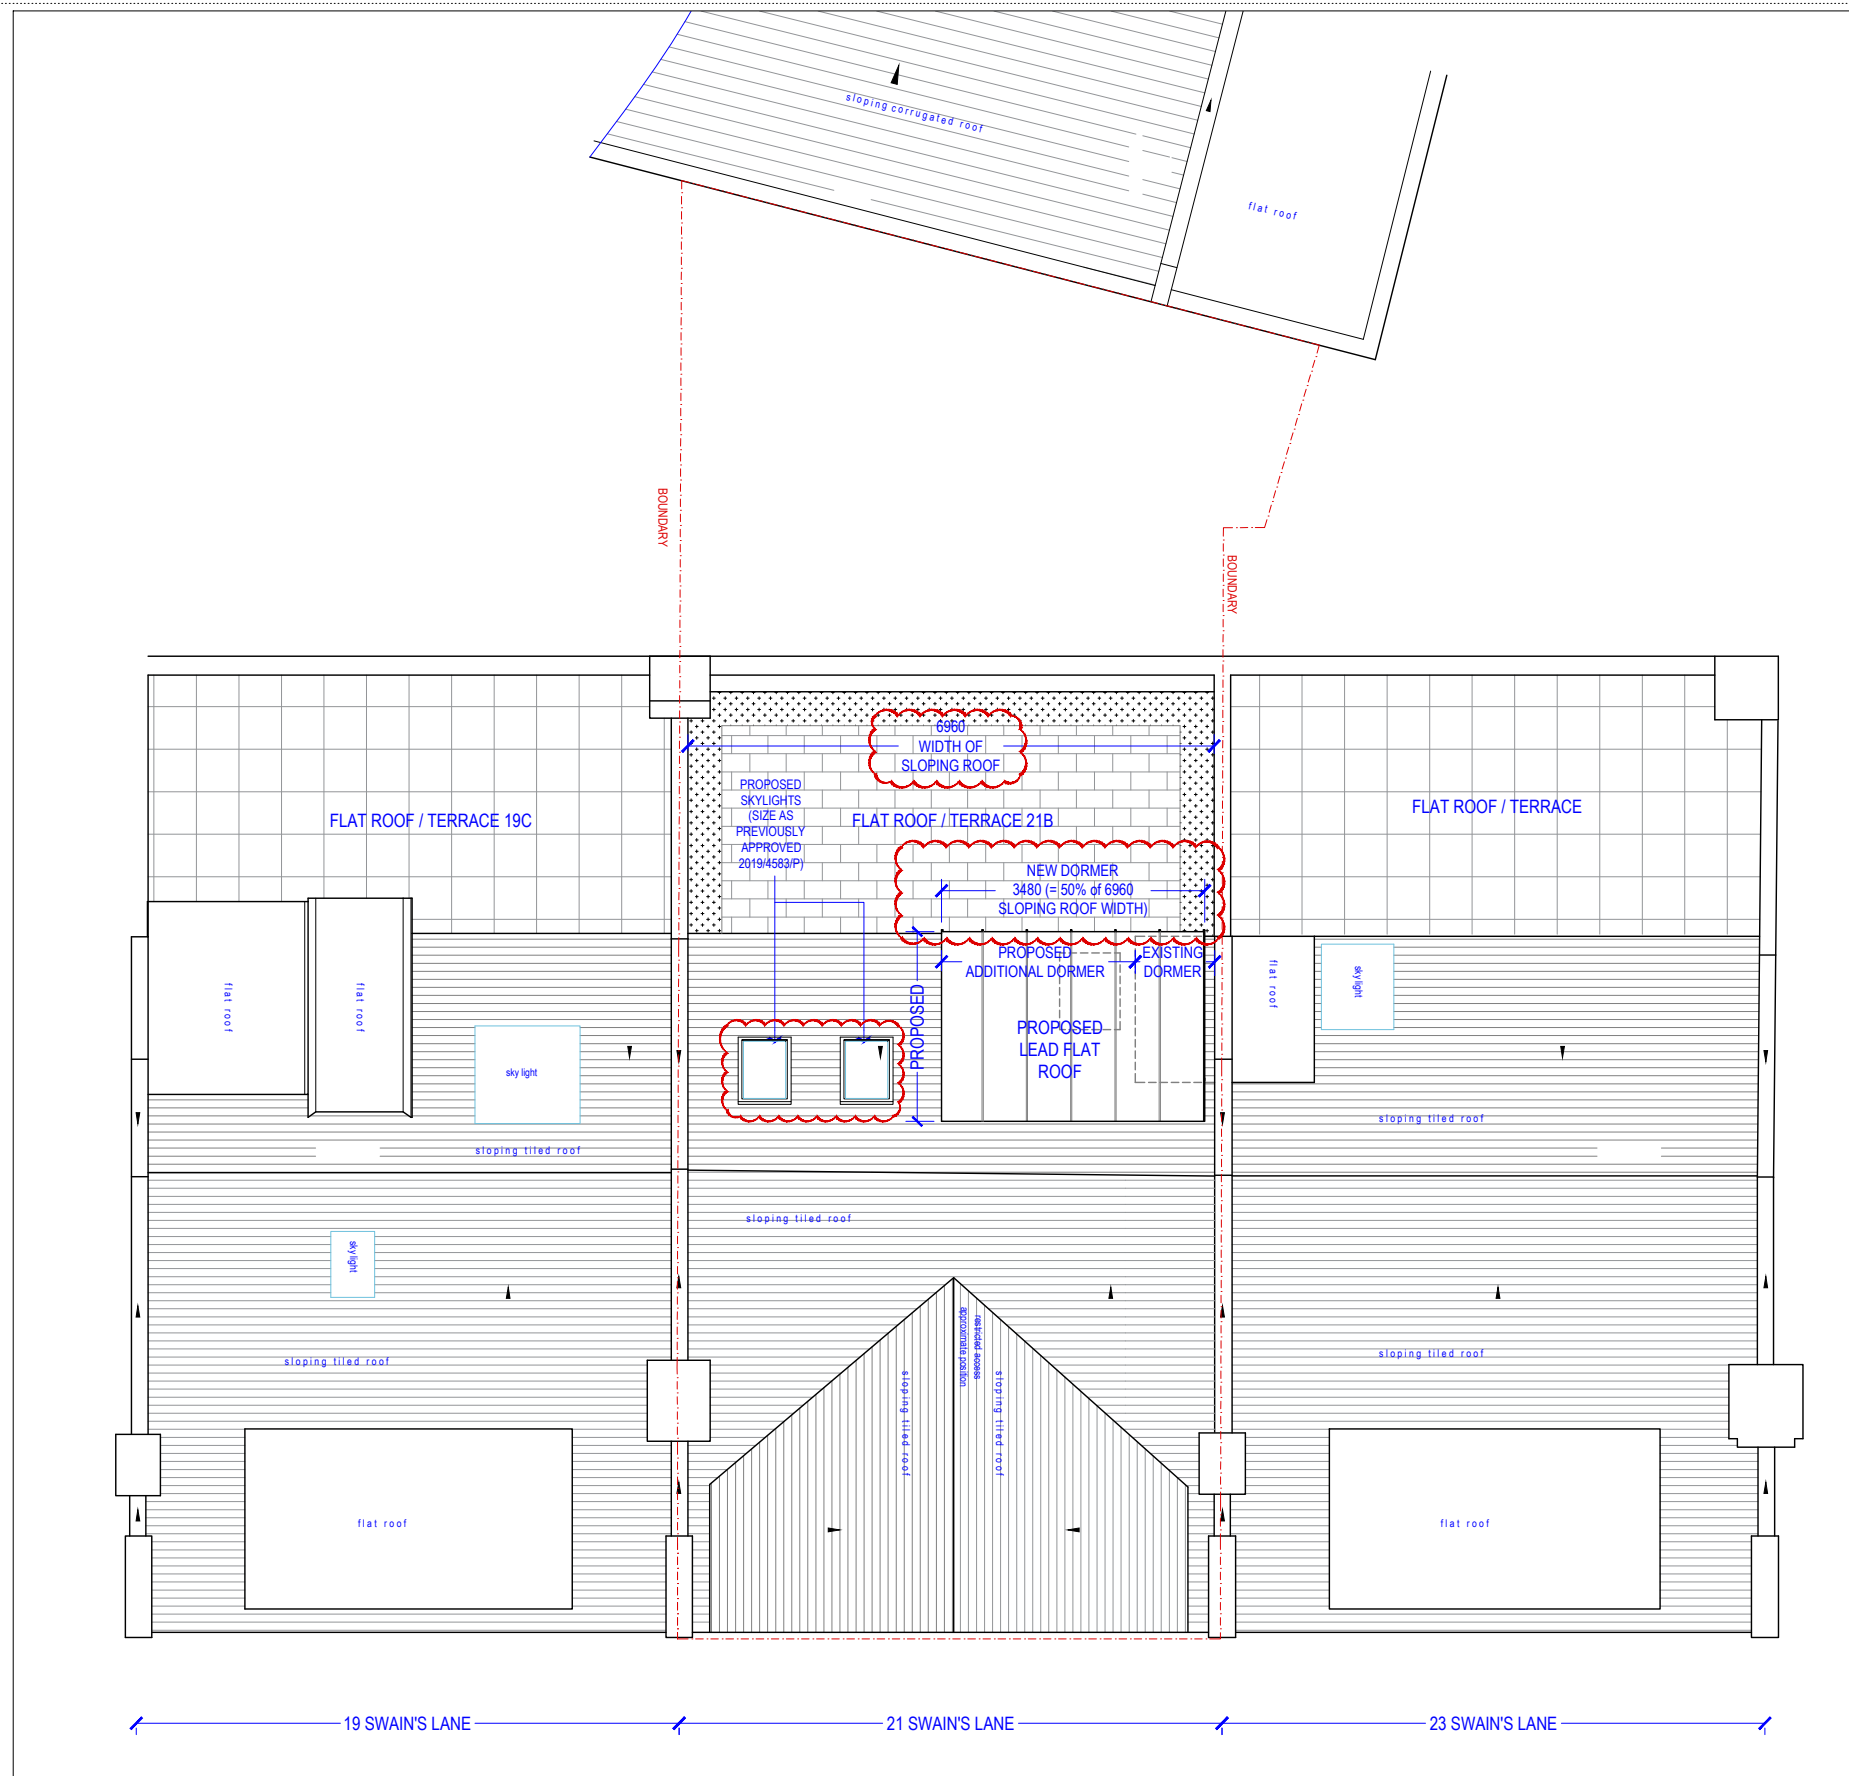 sloping corrugated roof
flat roof
BOUNDARY
BOUNDARY
6960
WIDTH OF
SLOPING ROOF
PROPOSED
SKYLIGHTS
(SIZE AS
PREVIOUSLY
APPROVED
2019/4583/P)
FLAT ROOF / TERRACE 19C
FLAT ROOF / TERRACE 21B
FLAT ROOF / TERRACE
NEW DORMER
3480 (= 50% of 6960
SLOPING ROOF WIDTH)
PROPOSED
ADDITIONAL DORMER
EXISTING
DORMER
flat roof
flat roof
flat roof
sky light
PROPOSED
PROPOSED
LEAD FLAT
ROOF
sky light
sloping tiled roof
sloping tiled roof
sloping tiled roof
sky light
restricted access
approximate position
sloping tiled roof
sloping tiled roof
sloping tiled roof
sloping tiled roof
flat roof
flat roof
19 SWAIN'S LANE
21 SWAIN'S LANE
23 SWAIN'S LANE